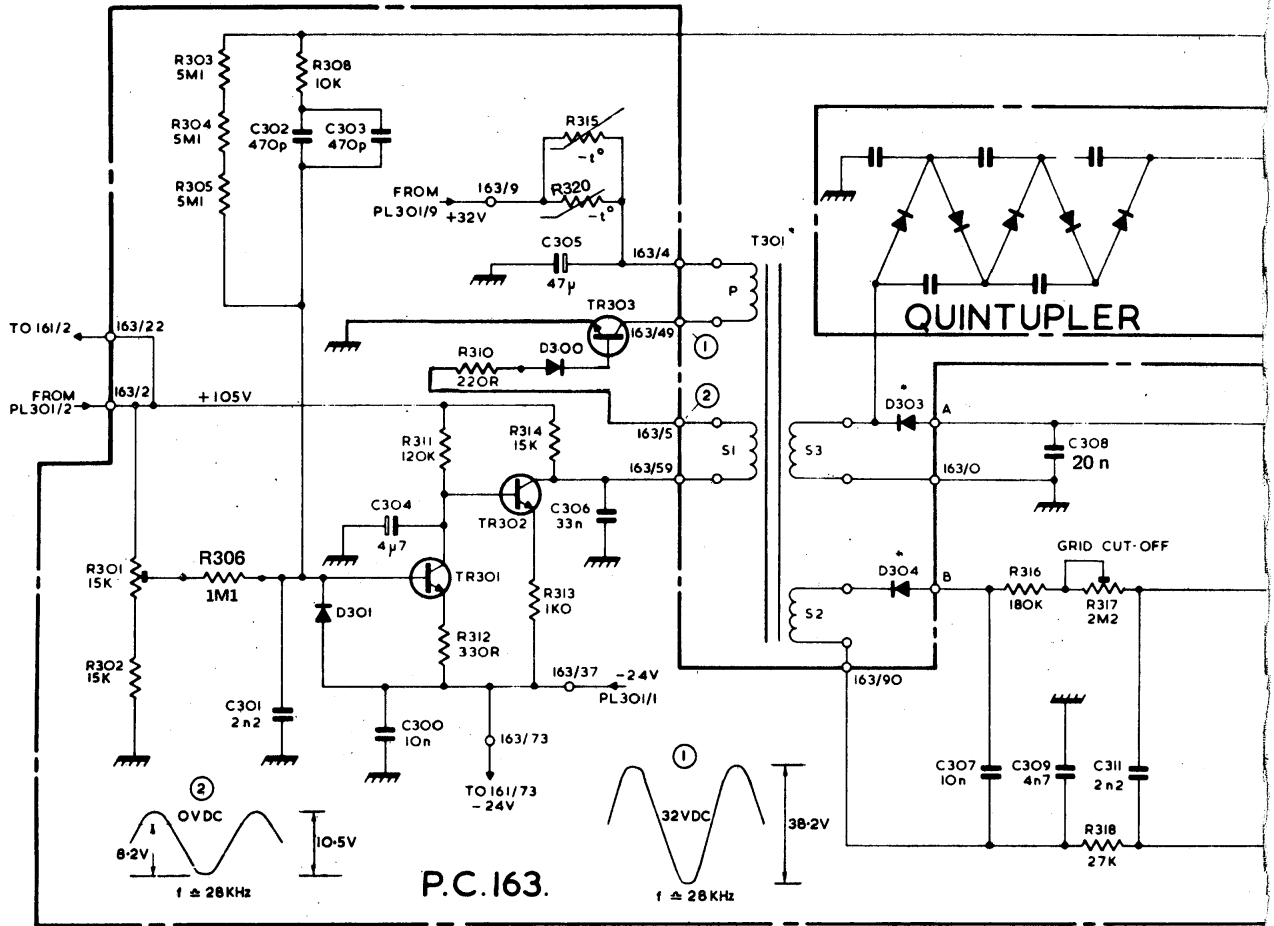 R303
5M1
R308
10K
R304
5M1
C302
470p
C303
470p
R305
5M1
R315
-t°
FROM
PL301/9
163/9
+32V
R320
-t°
C305
47µ
163/4
T301*
P
TR303
163/49
1
TO 161/2
163/22
R310
220R
D300
QUINTUPLER
FROM
PL301/2
163/2
+105V
2
163/5
D303
*
A
R311
120K
R314
15K
S1
S3
C308
20n
163/59
163/0
C304
4µ7
TR302
C306
33n
R301
15K
R306
1M1
TR301
GRID CUT-OFF
D304
*
B
R316
180K
R317
2M2
D301
R313
1K0
S2
R312
330R
R302
15K
163/37
-24V
PL301/1
163/90
C301
2n2
C300
10n
163/73
TO 161/73
-24V
2
0VDC
8·2V
10·5V
f ≏ 28KHz
P.C.163.
1
32VDC
38·2V
f ≏ 28KHz
C307
10n
C309
4n7
C311
2n2
R318
27K